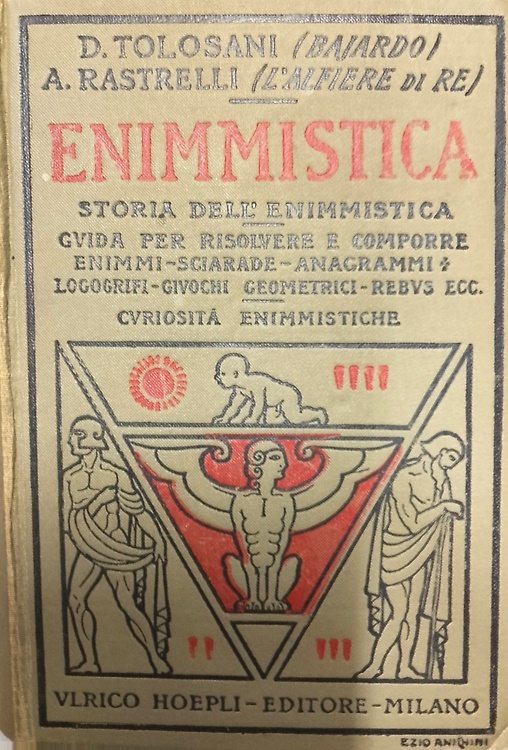 D. TOLOSANI (BAJARDO)
A. RASTRELLI (L'ALFIERE DI RE)
ENIMMISTICA
STORIA DELL' ENIMMISTICA
GVIDA PER RISOLVERE E COMPORRE
ENIMMI-SCIARADE-ANAGRAMMI
LOGOGRIFI-GIVOCHI GEOMETRICI-REBVS ECC.
CVRIOSITÁ ENIMMISTICHE
VLRICO HOEPLI-EDITORE-MILANO
EZIO ANICHINI